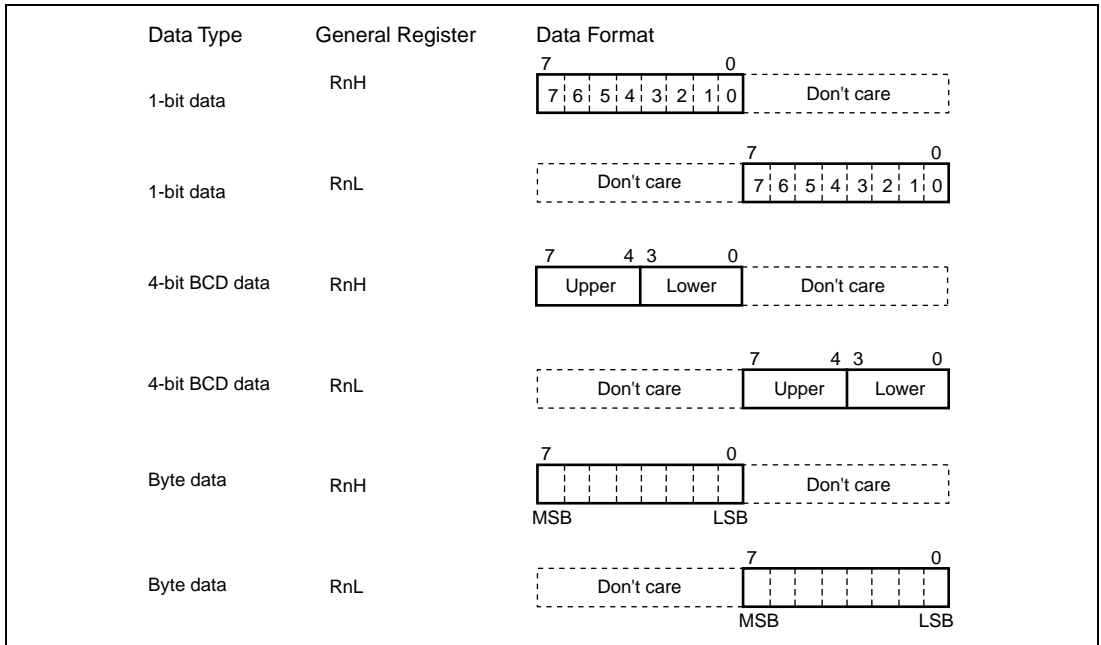 Data Type General Register Data Format
7 0
1-bit data RnH 7 6 5 4 3 2 1 0 Don't care
7 0
1-bit data RnL Don't care 7 6 5 4 3 2 1 0
7 4 3 0
4-bit BCD data RnH Upper Lower Don't care
7 4 3 0
4-bit BCD data RnL Don't care Upper Lower
7 0
Byte data RnH Don't care
MSB LSB
7 0
Byte data RnL Don't care
MSB LSB